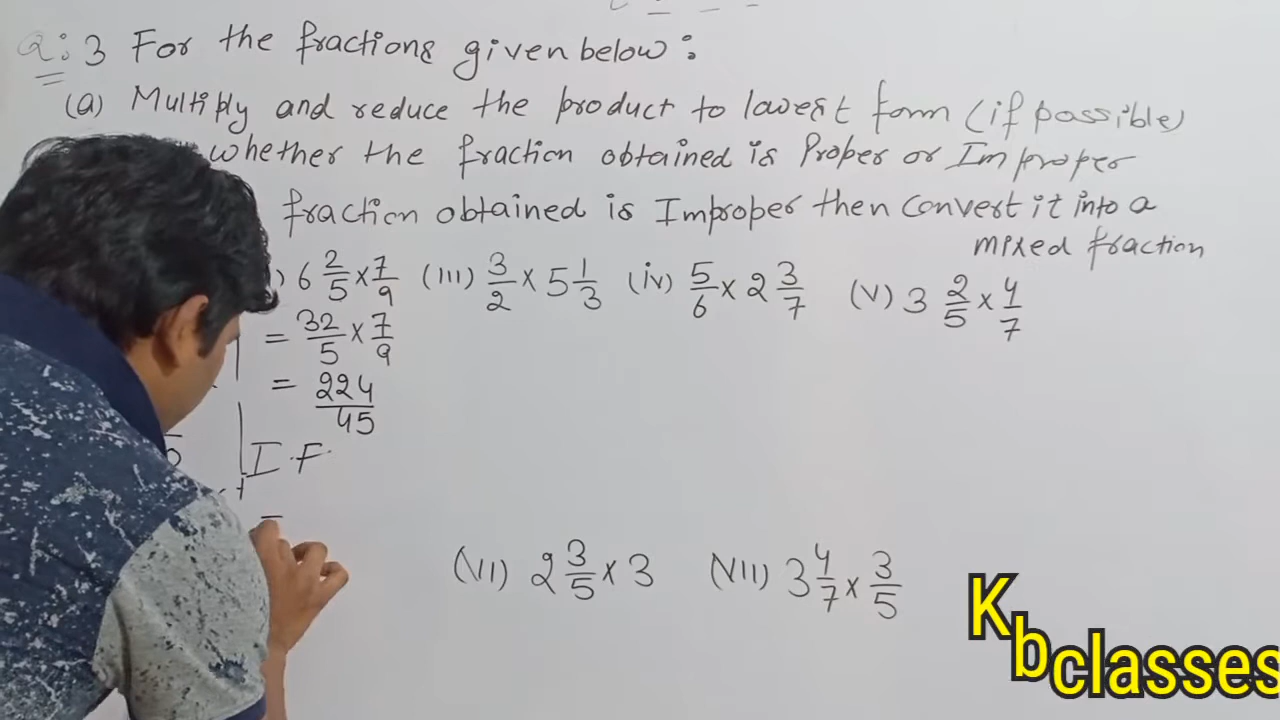 Q: 3 For the fractions given below:
(a) Multiply and reduce the product to lowest form (if possible)
whether the fraction obtained is Proper or Improper
fraction obtained is Improper then convert it into a
mixed fraction
) 6 2/5 × 7/9 (III) 3/2 × 5 1/3 (iv) 5/6 × 2 3/7 (V) 3 2/5 × 4/7
= 32/5 × 7/9
= 224/45
I.F.
(VI) 2 3/5 × 3 (VII) 3 4/7 × 3/5
Kbclasses